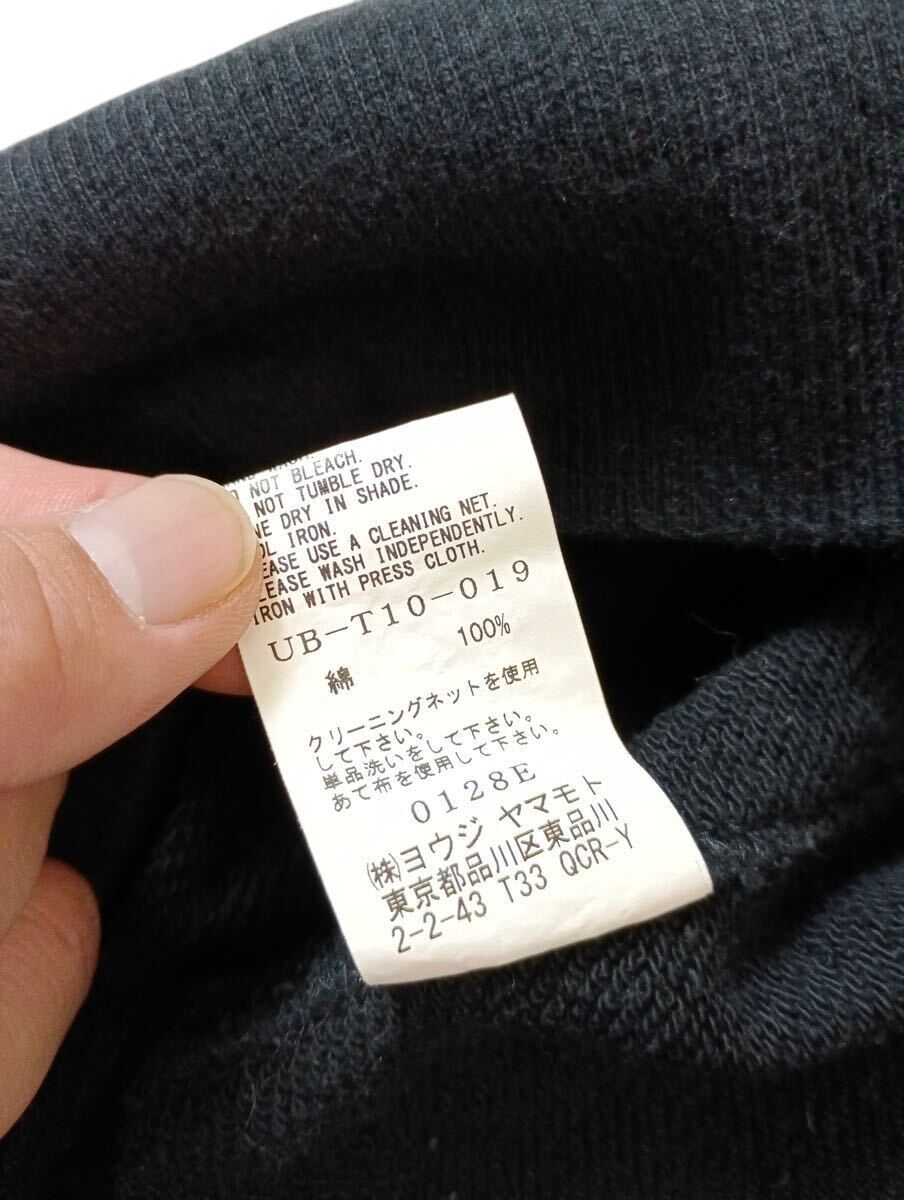 NOT BLEACH.
NOT TUMBLE DRY.
DRY IN SHADE.
IRON.
USE A CLEANING NET.
WASH INDEPENDENTLY.
IRON WITH PRESS CLOTH.
UB-T10-019
綿 100%
クリーニングネットを使用
して下さい。
単品洗いをして下さい。
あて布を使用して下さい。
0128E
(株)ヨウジ ヤマモト
東京都品川区東品川
2-2-43 T33 QCR-Y